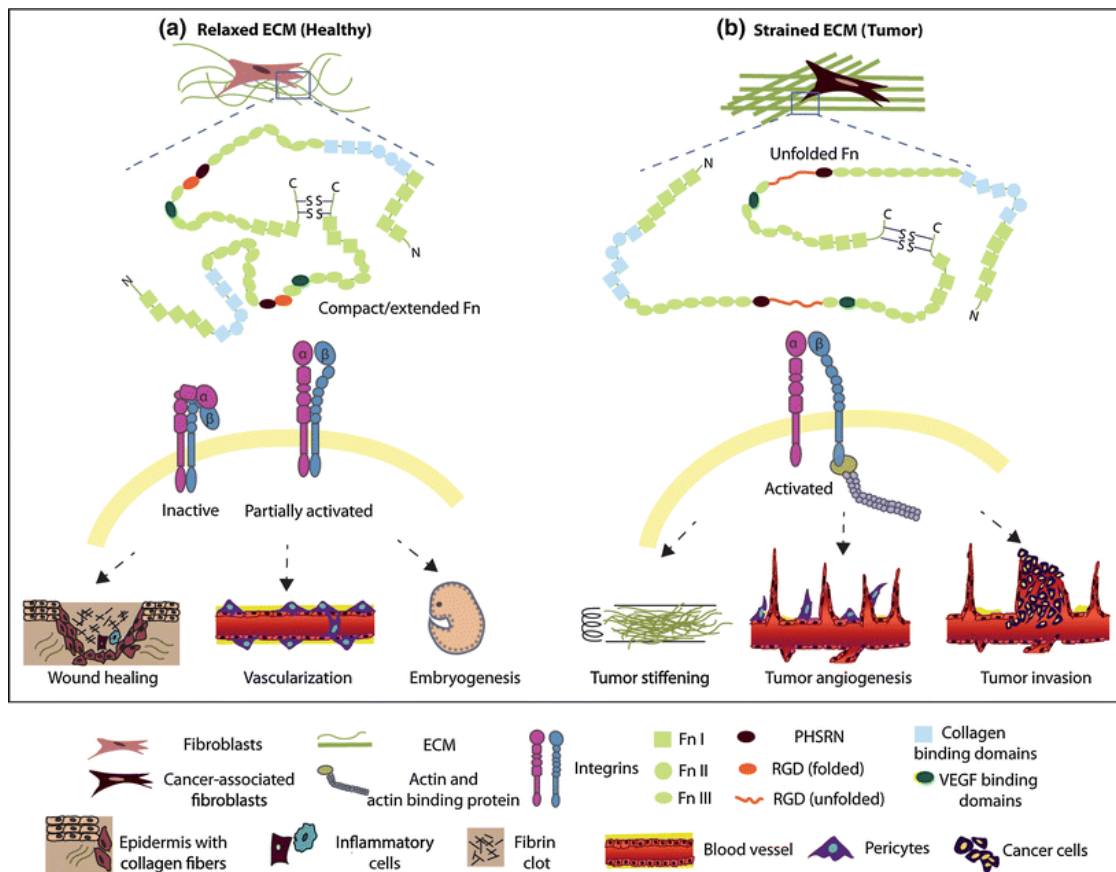 (a) Relaxed ECM (Healthy)
C C
S S
S S
N
N
Compact/extended Fn
α β
α
β
Inactive Partially activated
Wound healing Vascularization Embryogenesis
(b) Strained ECM (Tumor)
N
Unfolded Fn
C
S S
S S
C
N
α β
Activated
Tumor stiffening Tumor angiogenesis Tumor invasion
Fibroblasts
Cancer-associated
fibroblasts
ECM
Actin and
actin binding protein
Integrins
Fn I
Fn II
Fn III
PHSRN
RGD (folded)
RGD (unfolded)
Collagen
binding domains
VEGF binding
domains
Epidermis with
collagen fibers
Inflammatory
cells
Fibrin
clot
Blood vessel
Pericytes
Cancer cells